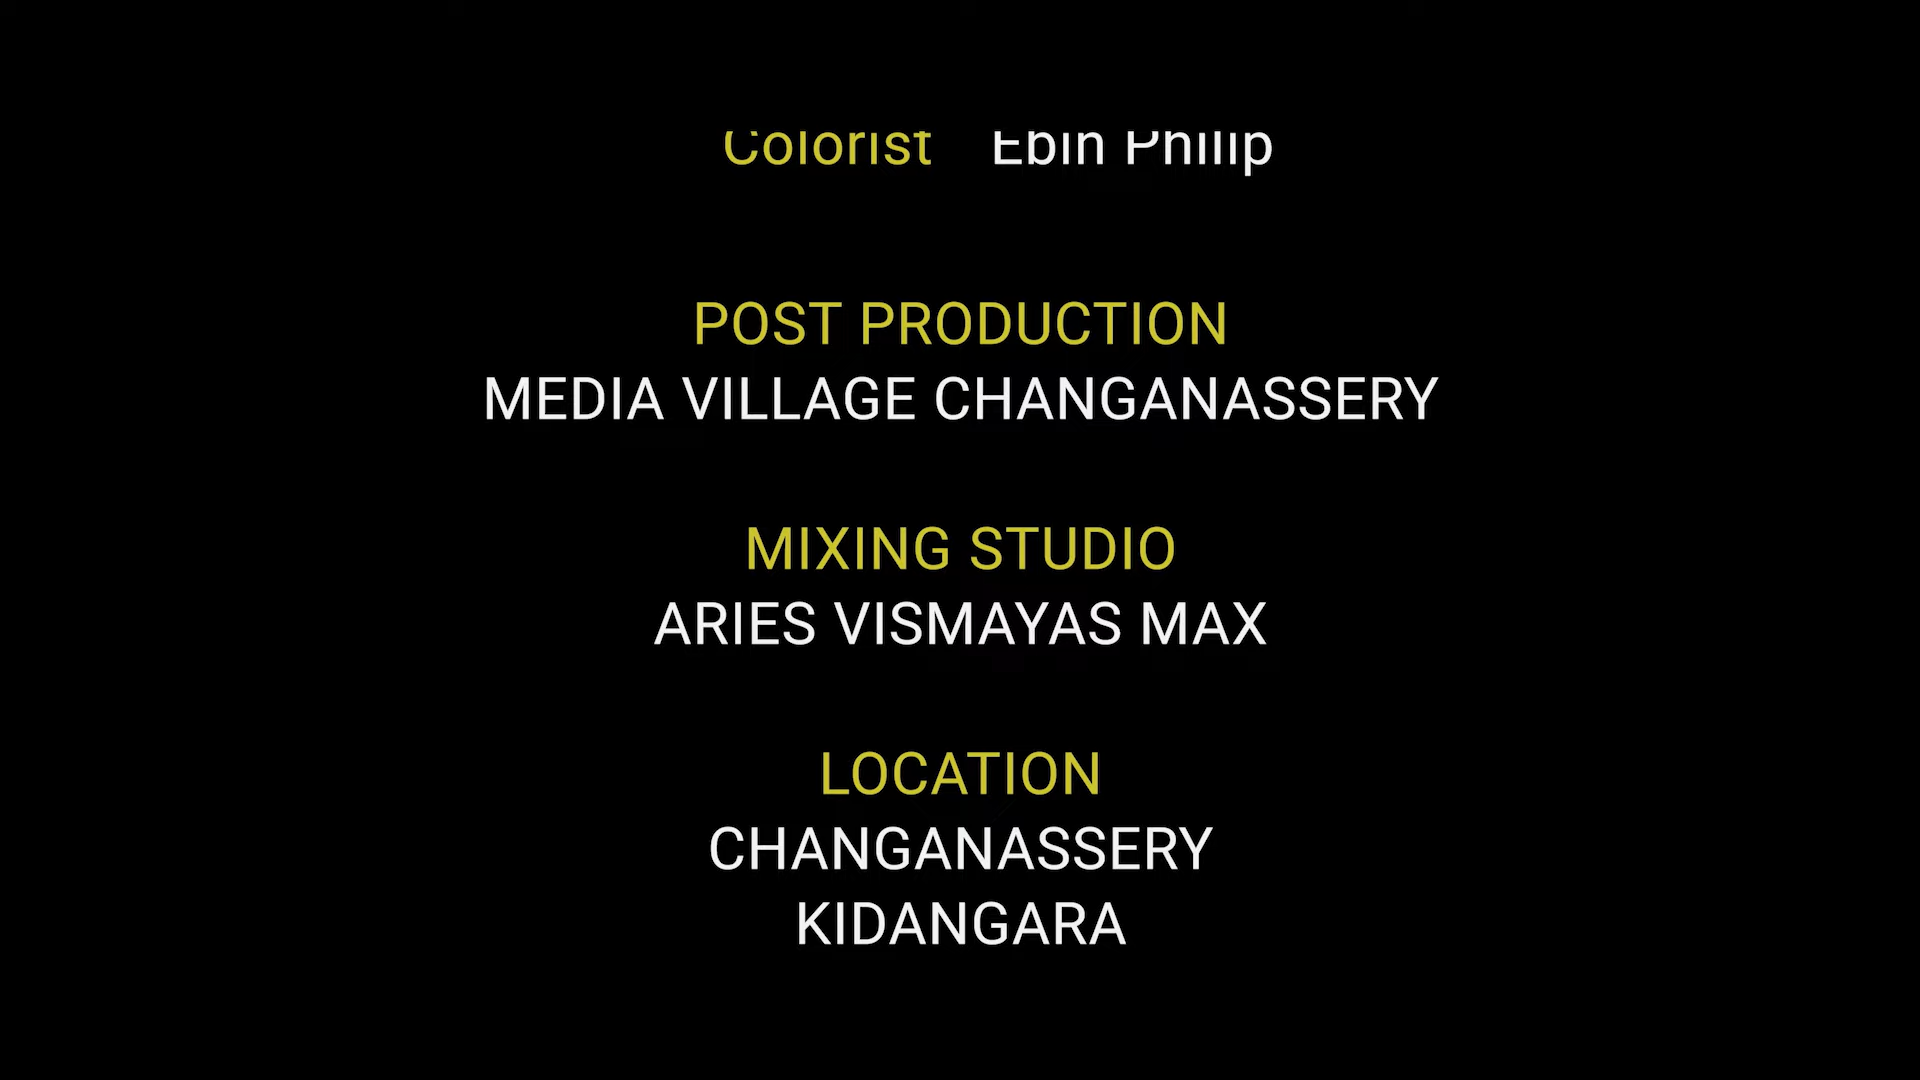 Colorist Ebin Philip
POST PRODUCTION
MEDIA VILLAGE CHANGANASSERY
MIXING STUDIO
ARIES VISMAYAS MAX
LOCATION
CHANGANASSERY
KIDANGARA